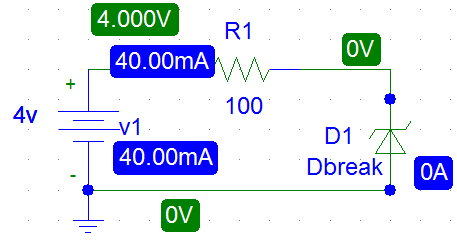 4.000V
R1
0V
40.00mA
+
100
4v
v1
D1
40.00mA
Dbreak
0A
-
0V